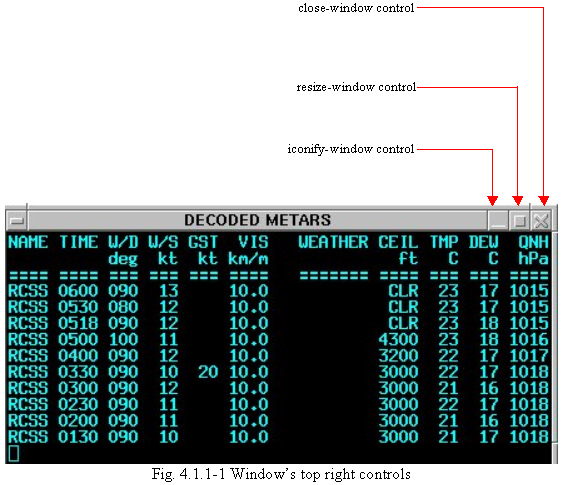 close-window control
resize-window control
iconify-window control
DECODED METARS
NAME TIME W/D W/S GST VIS WEATHER CEIL TMP DEW QNH
deg kt kt km/m ft C C hPa
==== ==== === === === ==== ======= ==== === === ====
RCSS 0600 090 13 10.0 CLR 23 17 1015
RCSS 0530 080 12 10.0 CLR 23 17 1015
RCSS 0518 090 12 10.0 CLR 23 18 1015
RCSS 0500 100 11 10.0 4300 23 18 1016
RCSS 0400 090 12 10.0 3200 22 17 1017
RCSS 0330 090 10 20 10.0 3000 22 17 1018
RCSS 0300 090 12 10.0 3000 21 16 1018
RCSS 0230 090 11 10.0 3000 22 17 1018
RCSS 0200 090 11 10.0 3000 21 16 1018
RCSS 0130 090 10 10.0 3000 21 17 1018
Fig. 4.1.1-1 Window's top right controls